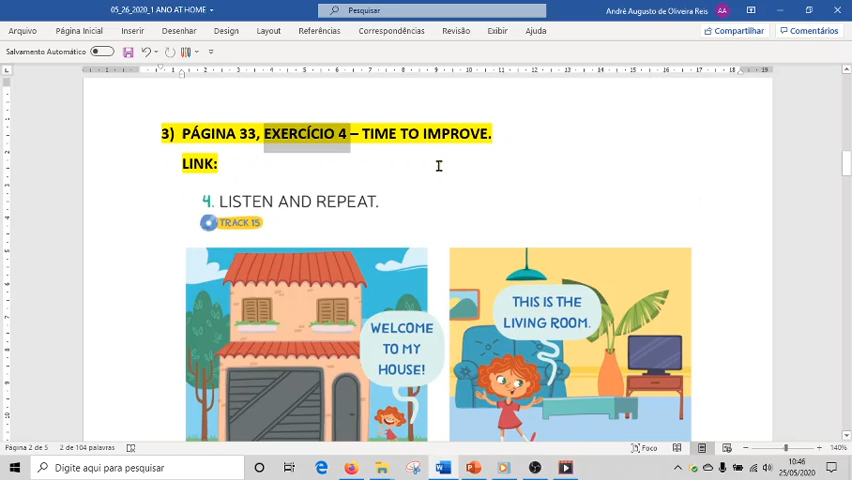 05_26_2020_1 ANO AT HOME
Pesquisar
André Augusto de Oliveira Reis
AA
Arquivo Página Inicial Inserir Desenhar Design Layout Referências Correspondências Revisão Exibir Ajuda Compartilhar Comentários
Salvamento Automático
3) PÁGINA 33, EXERCÍCIO 4 – TIME TO IMPROVE.
LINK:
4. LISTEN AND REPEAT.
TRACK 15
WELCOME
TO MY
HOUSE!
THIS IS THE
LIVING ROOM.
Página 2 de 5 2 de 104 palavras Foco 140%
Digite aqui para pesquisar
10:46
25/05/2020